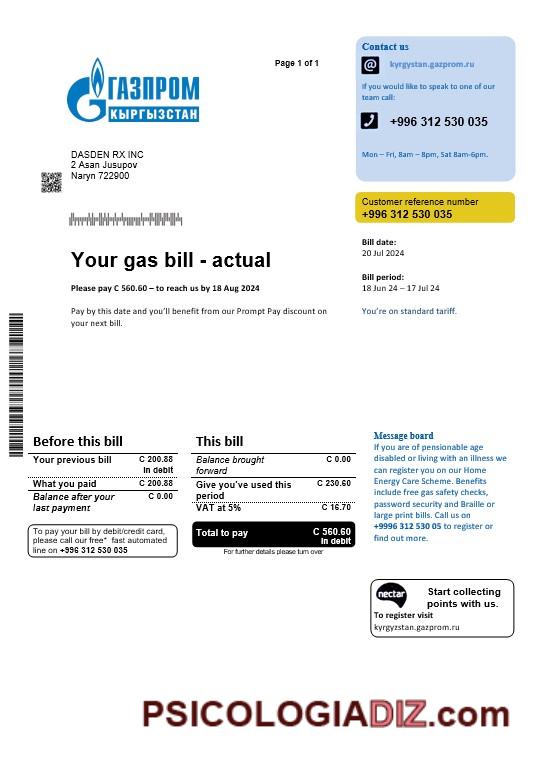 Page 1 of 1
ГАЗПРОМ
КЫРГЫЗСТАН
DASDEN RX INC
2 Asan Jusupov
Naryn 722900
Contact us
@ kyrgystan.gazprom.ru
If you would like to speak to one of our
team call:
+996 312 530 035
Mon – Fri, 8am – 8pm, Sat 8am-6pm.
Customer reference number
+996 312 530 035
Bill date:
20 Jul 2024
Bill period:
18 Jun 24 – 17 Jul 24
You're on standard tariff.
Your gas bill - actual
Please pay C 560.60 – to reach us by 18 Aug 2024
Pay by this date and you'll benefit from our Prompt Pay discount on
your next bill.
Before this bill
Your previous bill C 200.88
In debit
What you paid C 200.88
Balance after your C 0.00
last payment
To pay your bill by debit/credit card,
please call our free* fast automated
line on +996 312 530 035
This bill
Balance brought C 0.00
forward
Give you've used this C 230.60
period
VAT at 5% C 16.70
Total to pay C 560.60
In debit
For further details please turn over
Message board
If you are of pensionable age
disabled or living with an illness we
can register you on our Home
Energy Care Scheme. Benefits
include free gas safety checks,
password security and Braille or
large print bills. Call us on
+9996 312 530 05 to register or
find out more.
nectar
Start collecting
points with us.
To register visit
kyrgyzstan.gazprom.ru
PSICOLOGIADIZ.com